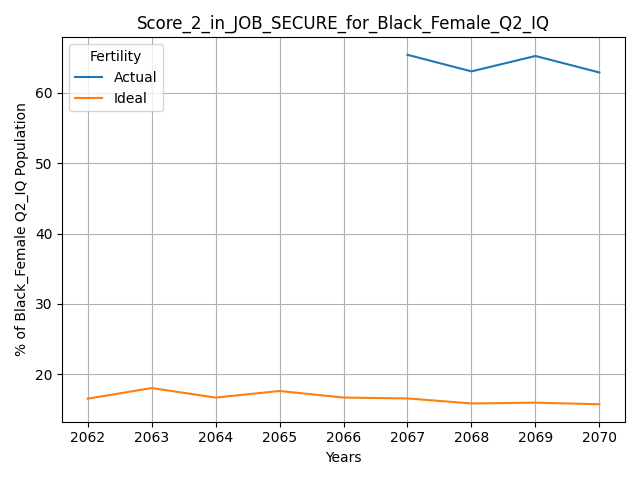 Score_2_in_JOB_SECURE_for_Black_Female_Q2_IQ
Fertility
Actual
Ideal
% of Black_Female Q2_IQ Population
60
50
40
30
20
2062 2063 2064 2065 2066 2067 2068 2069 2070
Years